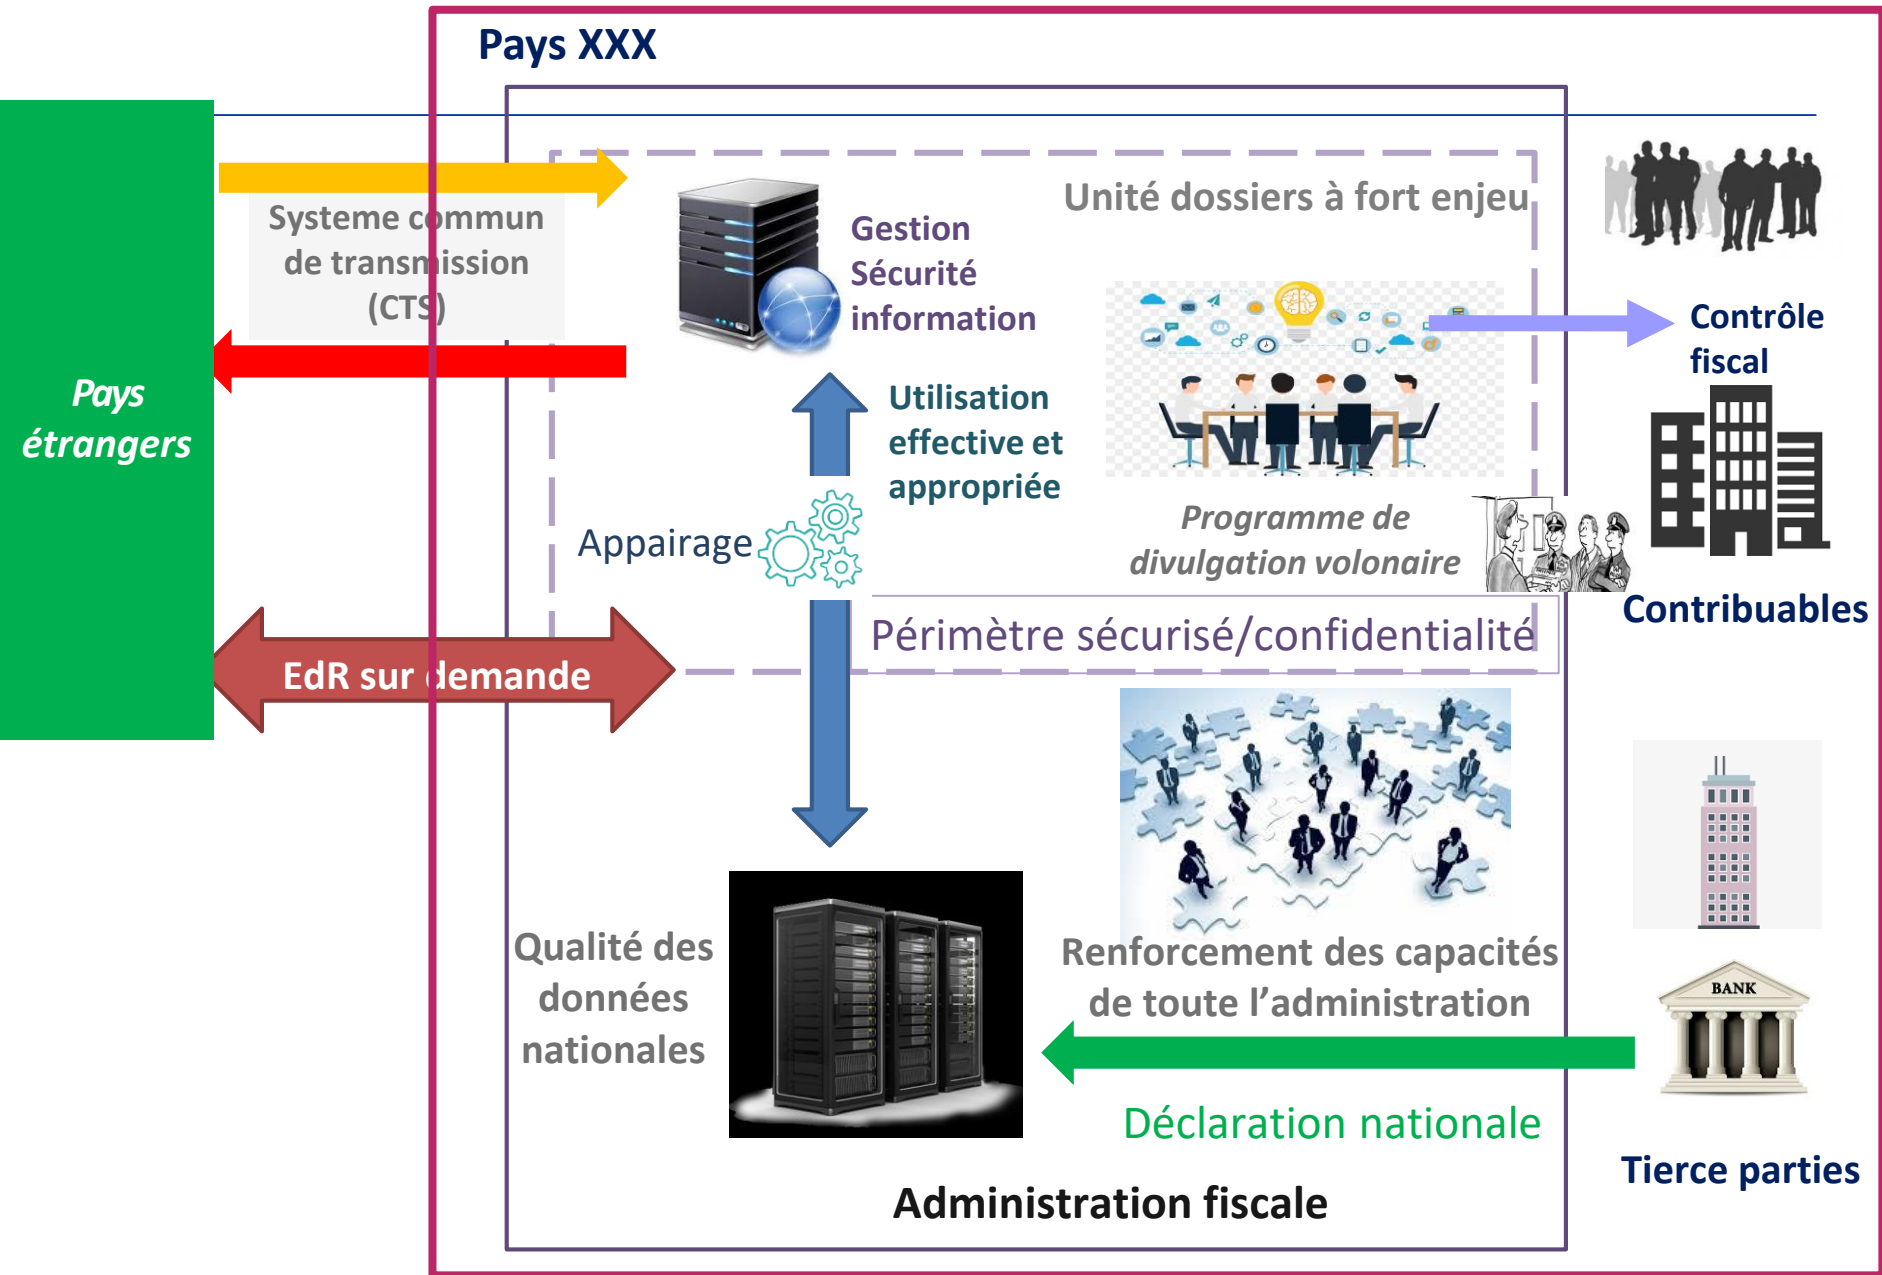 Pays XXX
Systeme commun
de transmission
(CTS)
Pays
étrangers
Gestion
Sécurité
information
Unité dossiers à fort enjeu
Contrôle
fiscal
Utilisation
effective et
appropriée
Appairage
Programme de
divulgation volonaire
Contribuables
Périmètre sécurisé/confidentialité
EdR sur demande
Qualité des
données
nationales
Renforcement des capacités
de toute l’administration
BANK
Déclaration nationale
Tierce parties
Administration fiscale